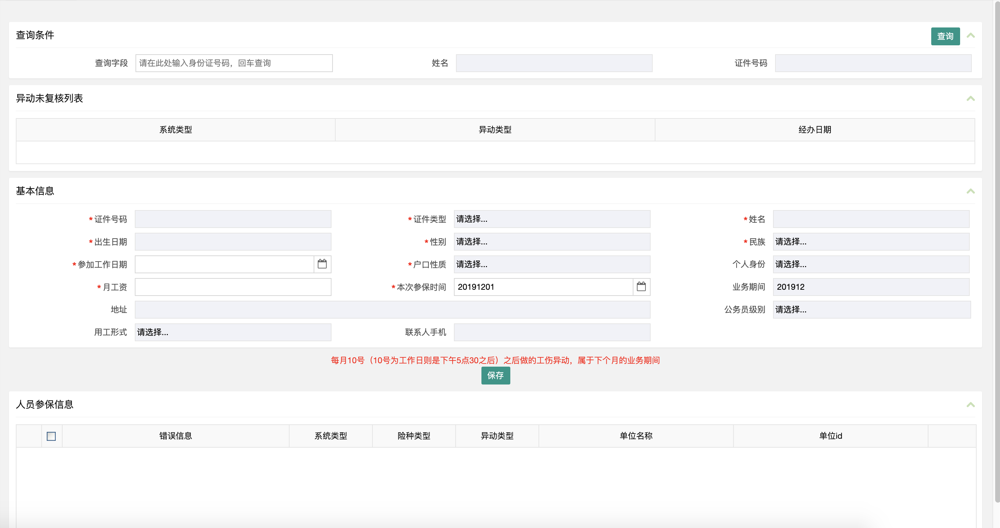 查询条件
查询
查询字段 请在此处输入身份证号码，回车查询 姓名 证件号码
异动未复核列表
系统类型 异动类型 经办日期
基本信息
*证件号码 *证件类型 请选择... *姓名
*出生日期 *性别 请选择... *民族 请选择...
*参加工作日期 *户口性质 请选择... 个人身份 请选择...
*月工资 *本次参保时间 20191201 业务期间 201912
地址 公务员级别 请选择...
用工形式 请选择... 联系人手机
每月10号（10号为工作日则是下午5点30之后）之后做的工伤异动，属于下个月的业务期间
保存
人员参保信息
错误信息 系统类型 险种类型 异动类型 单位名称 单位id